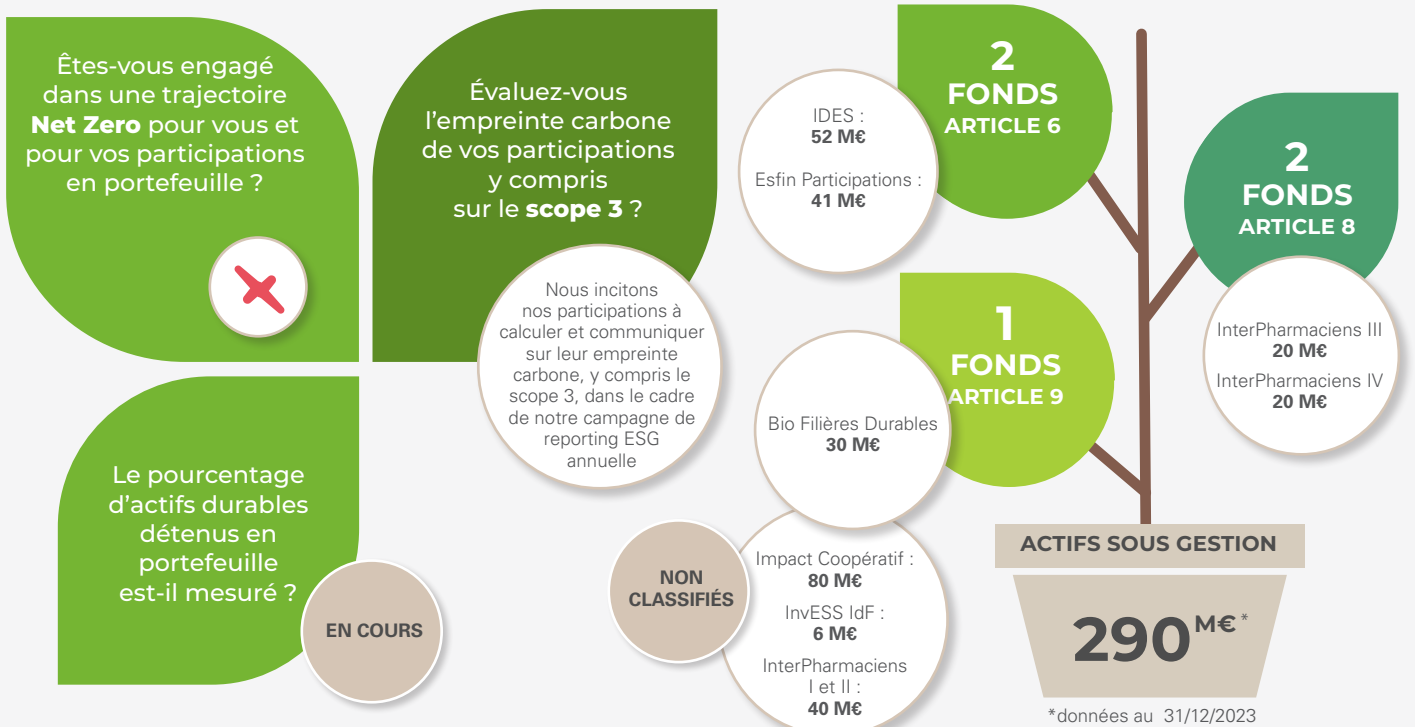 Êtes-vous engagé
dans une trajectoire
Net Zero pour vous et
pour vos participations
en portefeuille ?
Évaluez-vous
l'empreinte carbone
de vos participations
y compris
sur le scope 3 ?
Nous incitons
nos participations à
calculer et communiquer
sur leur empreinte
carbone, y compris le
scope 3, dans le cadre
de notre campagne de
reporting ESG
annuelle
Le pourcentage
d'actifs durables
détenus en
portefeuille
est-il mesuré ?
EN COURS
2
FONDS
ARTICLE 6
IDES :
52 M€
Esfin Participations :
41 M€
2
FONDS
ARTICLE 8
InterPharmaciens III
20 M€
InterPharmaciens IV
20 M€
1
FONDS
ARTICLE 9
Bio Filières Durables
30 M€
NON
CLASSIFIÉS
Impact Coopératif :
80 M€
InvESS IdF :
6 M€
InterPharmaciens
I et II :
40 M€
ACTIFS SOUS GESTION
290 M€*
*données au 31/12/2023